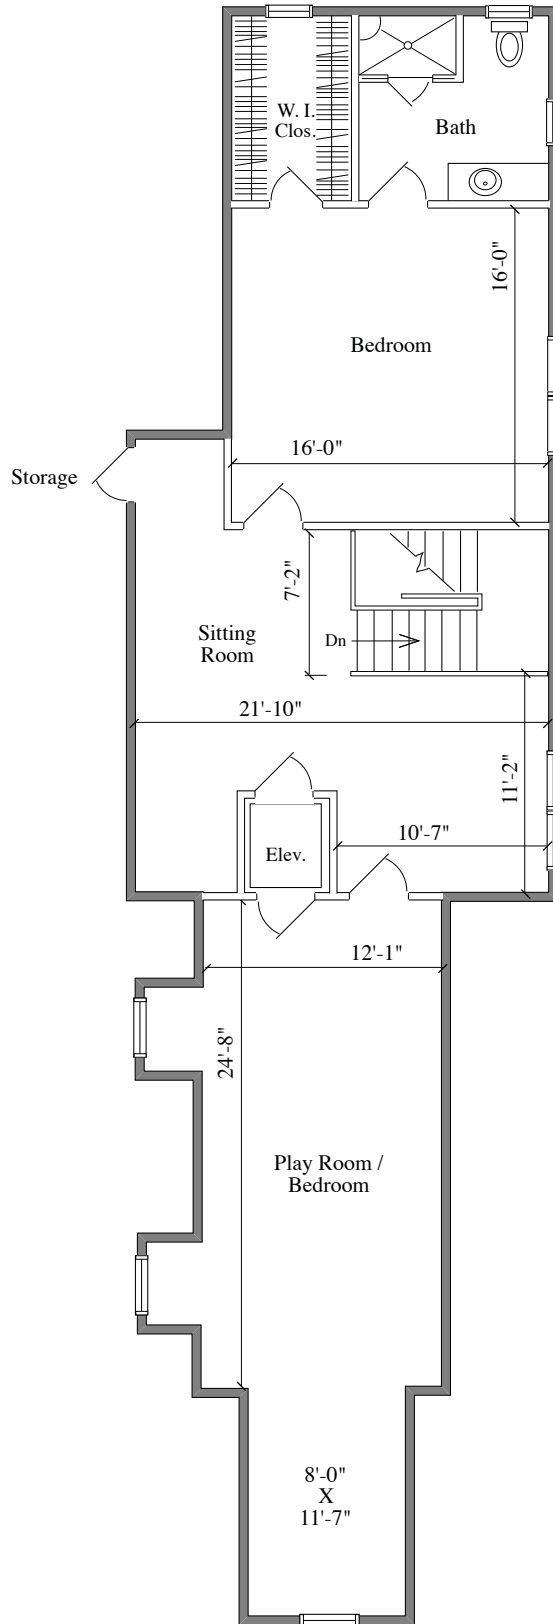 W. I.
Clos.
Bath
16'-0"
Bedroom
16'-0"
Storage
7'-2"
Sitting
Room
Dn
21'-10"
11'-2"
10'-7"
Elev.
12'-1"
24'-8"
Play Room /
Bedroom
8'-0"
X
11'-7"